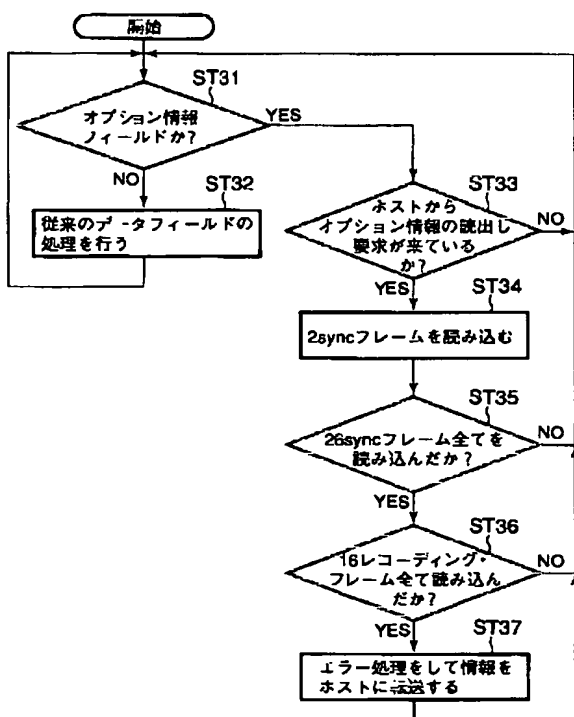 開始
ST31
オプション情報
フィールドか?
YES
NO
ST32
従来のデータフィールドの
処理を行う
ST33
ホストから
オプション情報の読出し
要求が来ている
か?
NO
YES
ST34
2syncフレームを読み込む
ST35
26syncフレーム全てを
読み込んだか?
NO
YES
ST36
16レコーディング・
フレーム全て読み込ん
だか?
NO
YES
ST37
エラー処理をして情報を
ホストに転送する